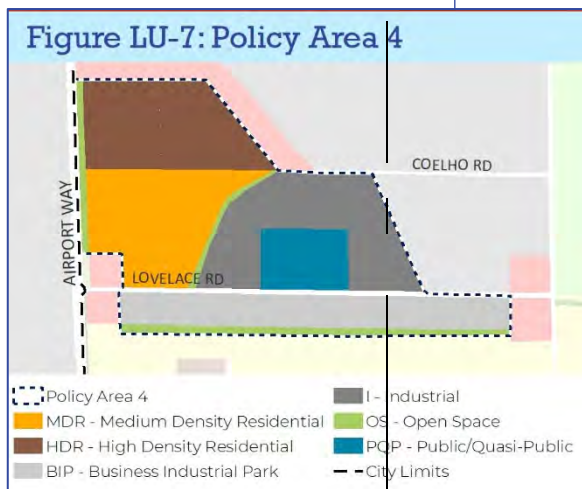 Figure LU-7: Policy Area 4
COELHO RD
AIRPORT WAY
LOVELACE RD
Policy Area 4
MDR - Medium Density Residential
HDR - High Density Residential
BIP - Business Industrial Park
I - Industrial
OS - Open Space
PQP - Public/Quasi-Public
City Limits